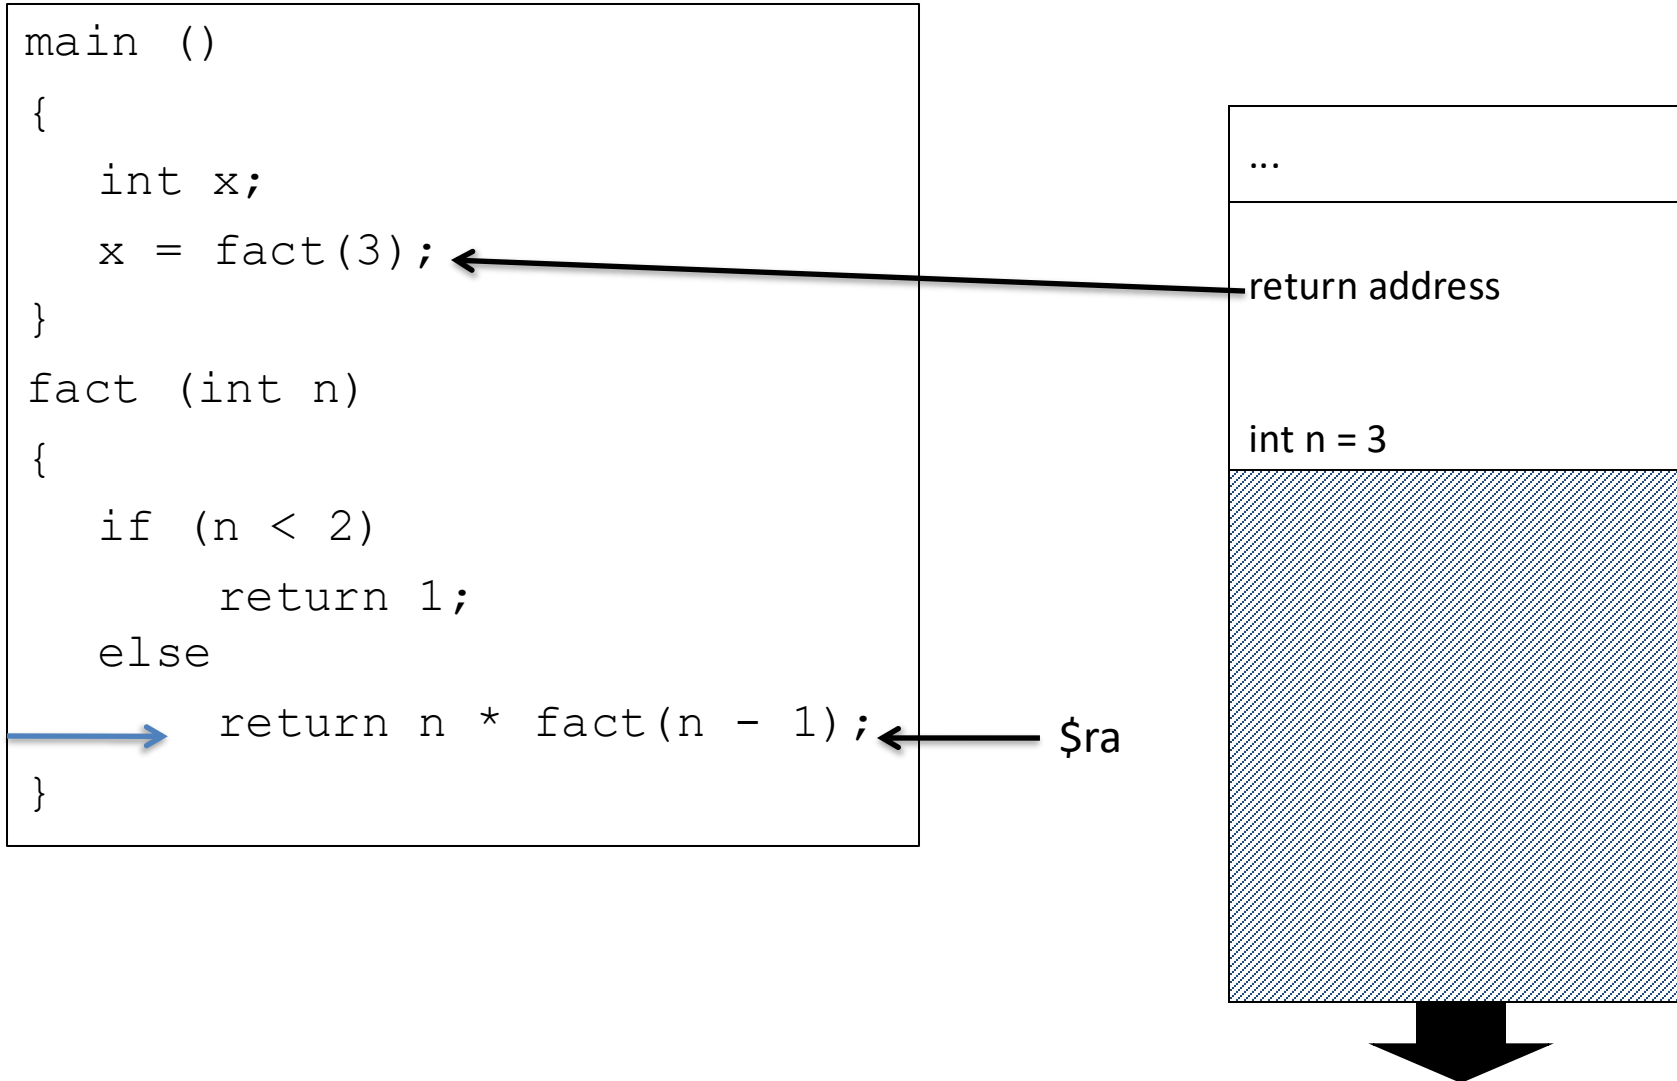 main ()
{
int x;
x = fact(3);
}
fact (int n)
{
if (n < 2)
return 1;
else
return n * fact(n - 1);
}
$ra
...
return address
int n = 3